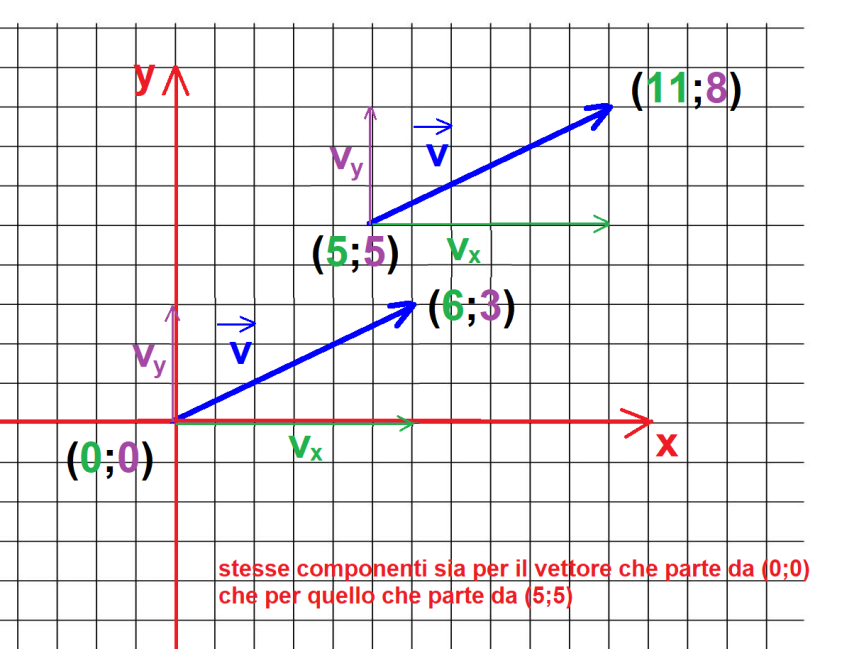 y
(11;8)
v
vy
(5;5)
vx
(6;3)
v
vy
vx
x
(0;0)
stesse componenti sia per il vettore che parte da (0;0)
che per quello che parte da (5;5)